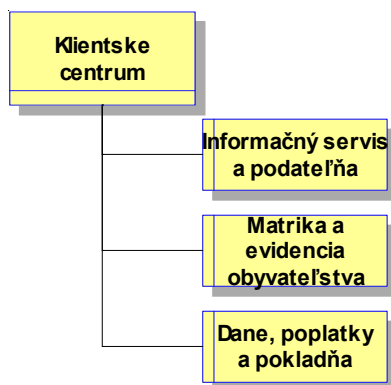 Klientske
centrum
Informačný servis
a podateľňa
Matrika a
evidencia
obyvateľstva
Dane, poplatky
a pokladňa